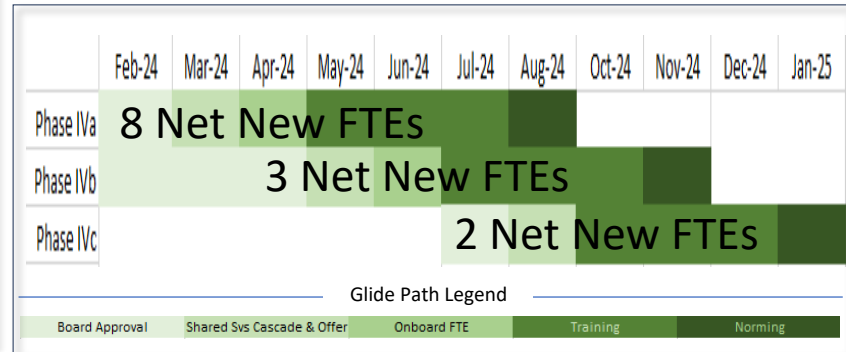 Feb-24 Mar-24 Apr-24 May-24 Jun-24 Jul-24 Aug-24 Oct-24 Nov-24 Dec-24 Jan-25
Phase IVa 8 Net New FTEs
Phase IVb 3 Net New FTEs
Phase IVc 2 Net New FTEs
Glide Path Legend
Board Approval Shared Svs Cascade & Offer Onboard FTE Training Norming